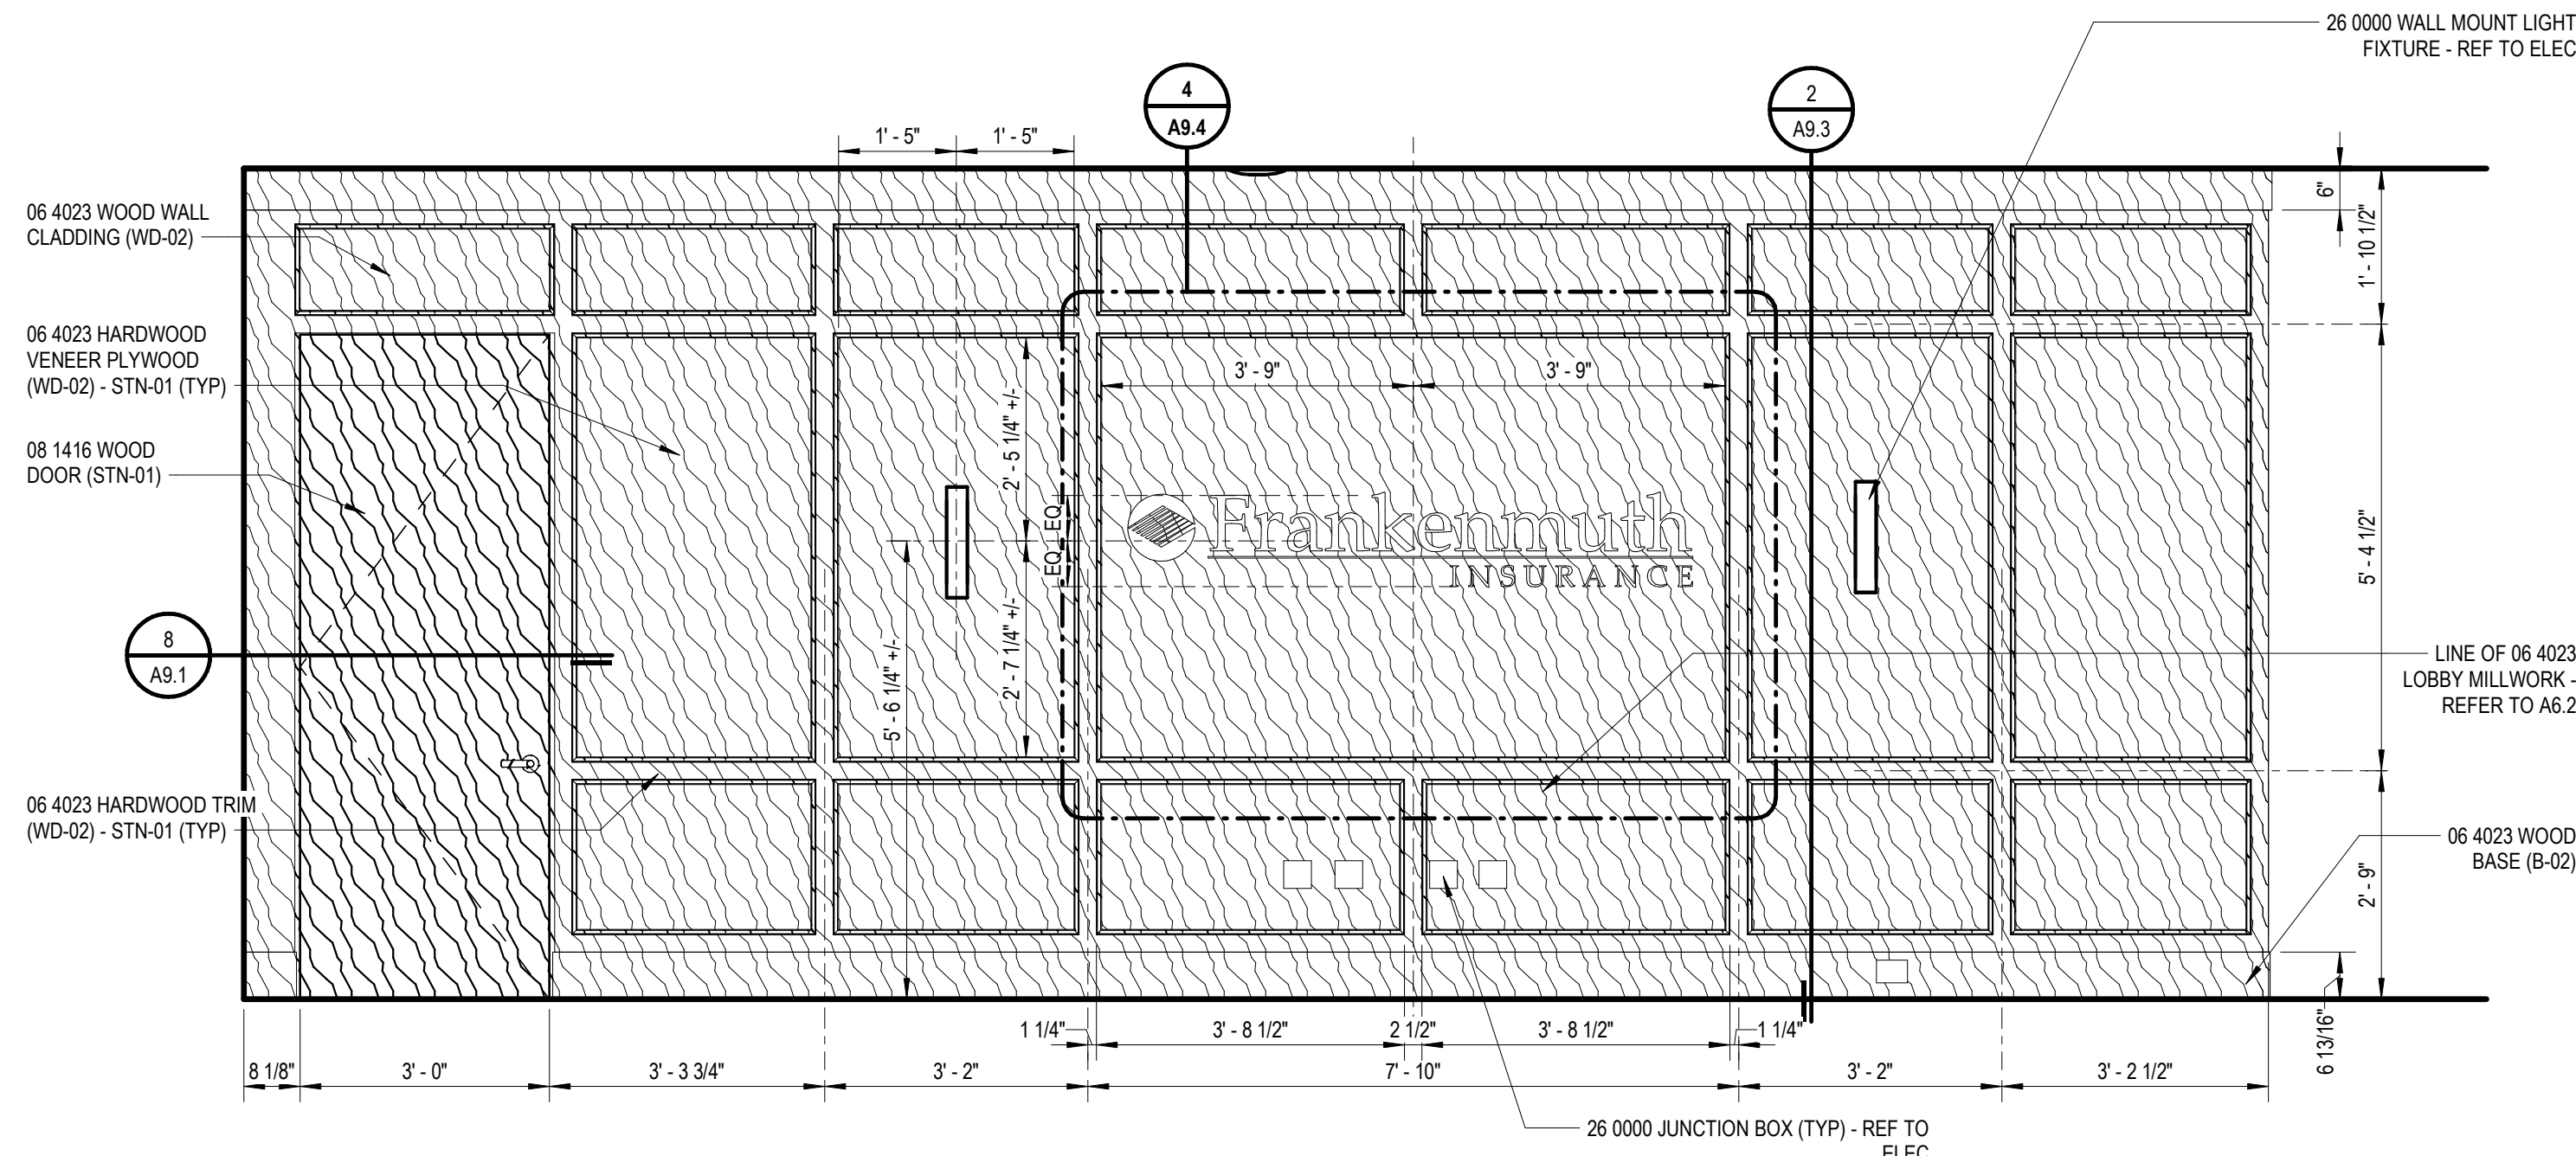 26 0000 WALL MOUNT LIGHT
FIXTURE - REF TO ELEC
4
A9.4
2
A9.3
1' - 5"
1' - 5"
6"
1' - 10 1/2"
06 4023 WOOD WALL
CLADDING (WD-02)
06 4023 HARDWOOD
VENEER PLYWOOD
(WD-02) - STN-01 (TYP)
08 1416 WOOD
DOOR (STN-01)
3' - 9"
3' - 9"
2' - 5 1/4" +/-
EQ
EQ
Frankenmuth
INSURANCE
5' - 4 1/2"
8
A9.1
5' - 6 1/4" +/-
2' - 7 1/4" +/-
LINE OF 06 4023
LOBBY MILLWORK -
REFER TO A6.2
06 4023 HARDWOOD TRIM
(WD-02) - STN-01 (TYP)
06 4023 WOOD
BASE (B-02)
2' - 9"
6 13/16"
1 1/4"
3' - 8 1/2"
2 1/2"
3' - 8 1/2"
1 1/4"
8 1/8"
3' - 0"
3' - 3 3/4"
3' - 2"
7' - 10"
3' - 2"
3' - 2 1/2"
26 0000 JUNCTION BOX (TYP) - REF TO
ELEC